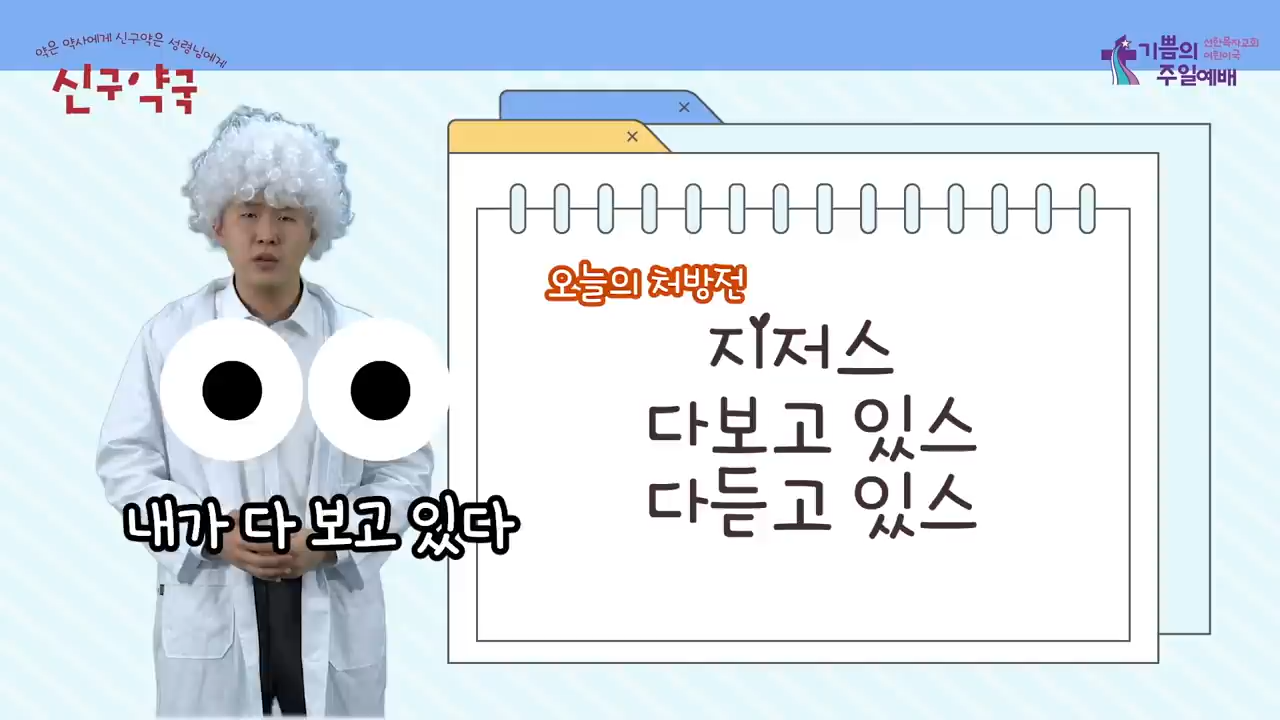 약은 약사에게 신구약은 성령님에게
신구약국
기쁨의
주일예배
선한목자교회
어린이국
오늘의 처방전
지저스
다보고 있스
다듣고 있스
내가 다 보고 있다